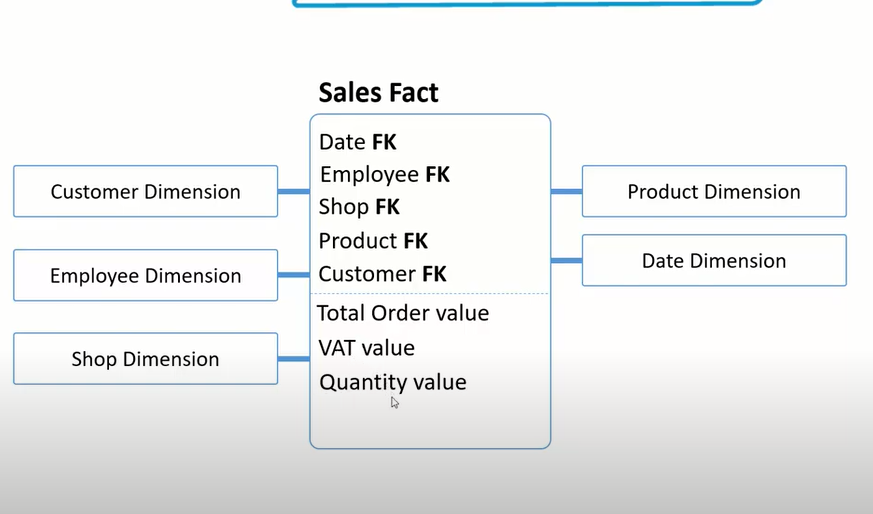 Sales Fact
Date FK
Employee FK
Shop FK
Product FK
Customer FK
Total Order value
VAT value
Quantity value
Customer Dimension
Employee Dimension
Shop Dimension
Product Dimension
Date Dimension